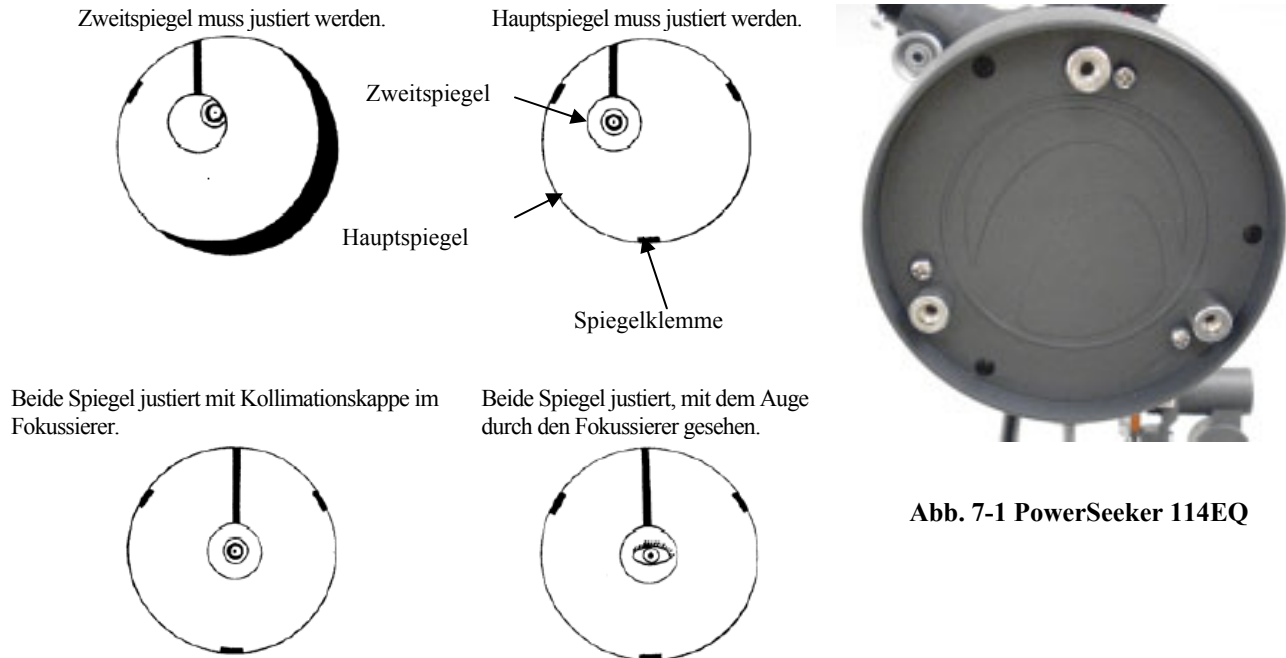 Zweitspiegel muss justiert werden.
Hauptspiegel muss justiert werden.
Zweitspiegel
Hauptspiegel
Spiegelklemme
Beide Spiegel justiert mit Kollimationskappe im
Fokussierer.
Beide Spiegel justiert, mit dem Auge
durch den Fokussierer gesehen.
Abb. 7-1 PowerSeeker 114EQ